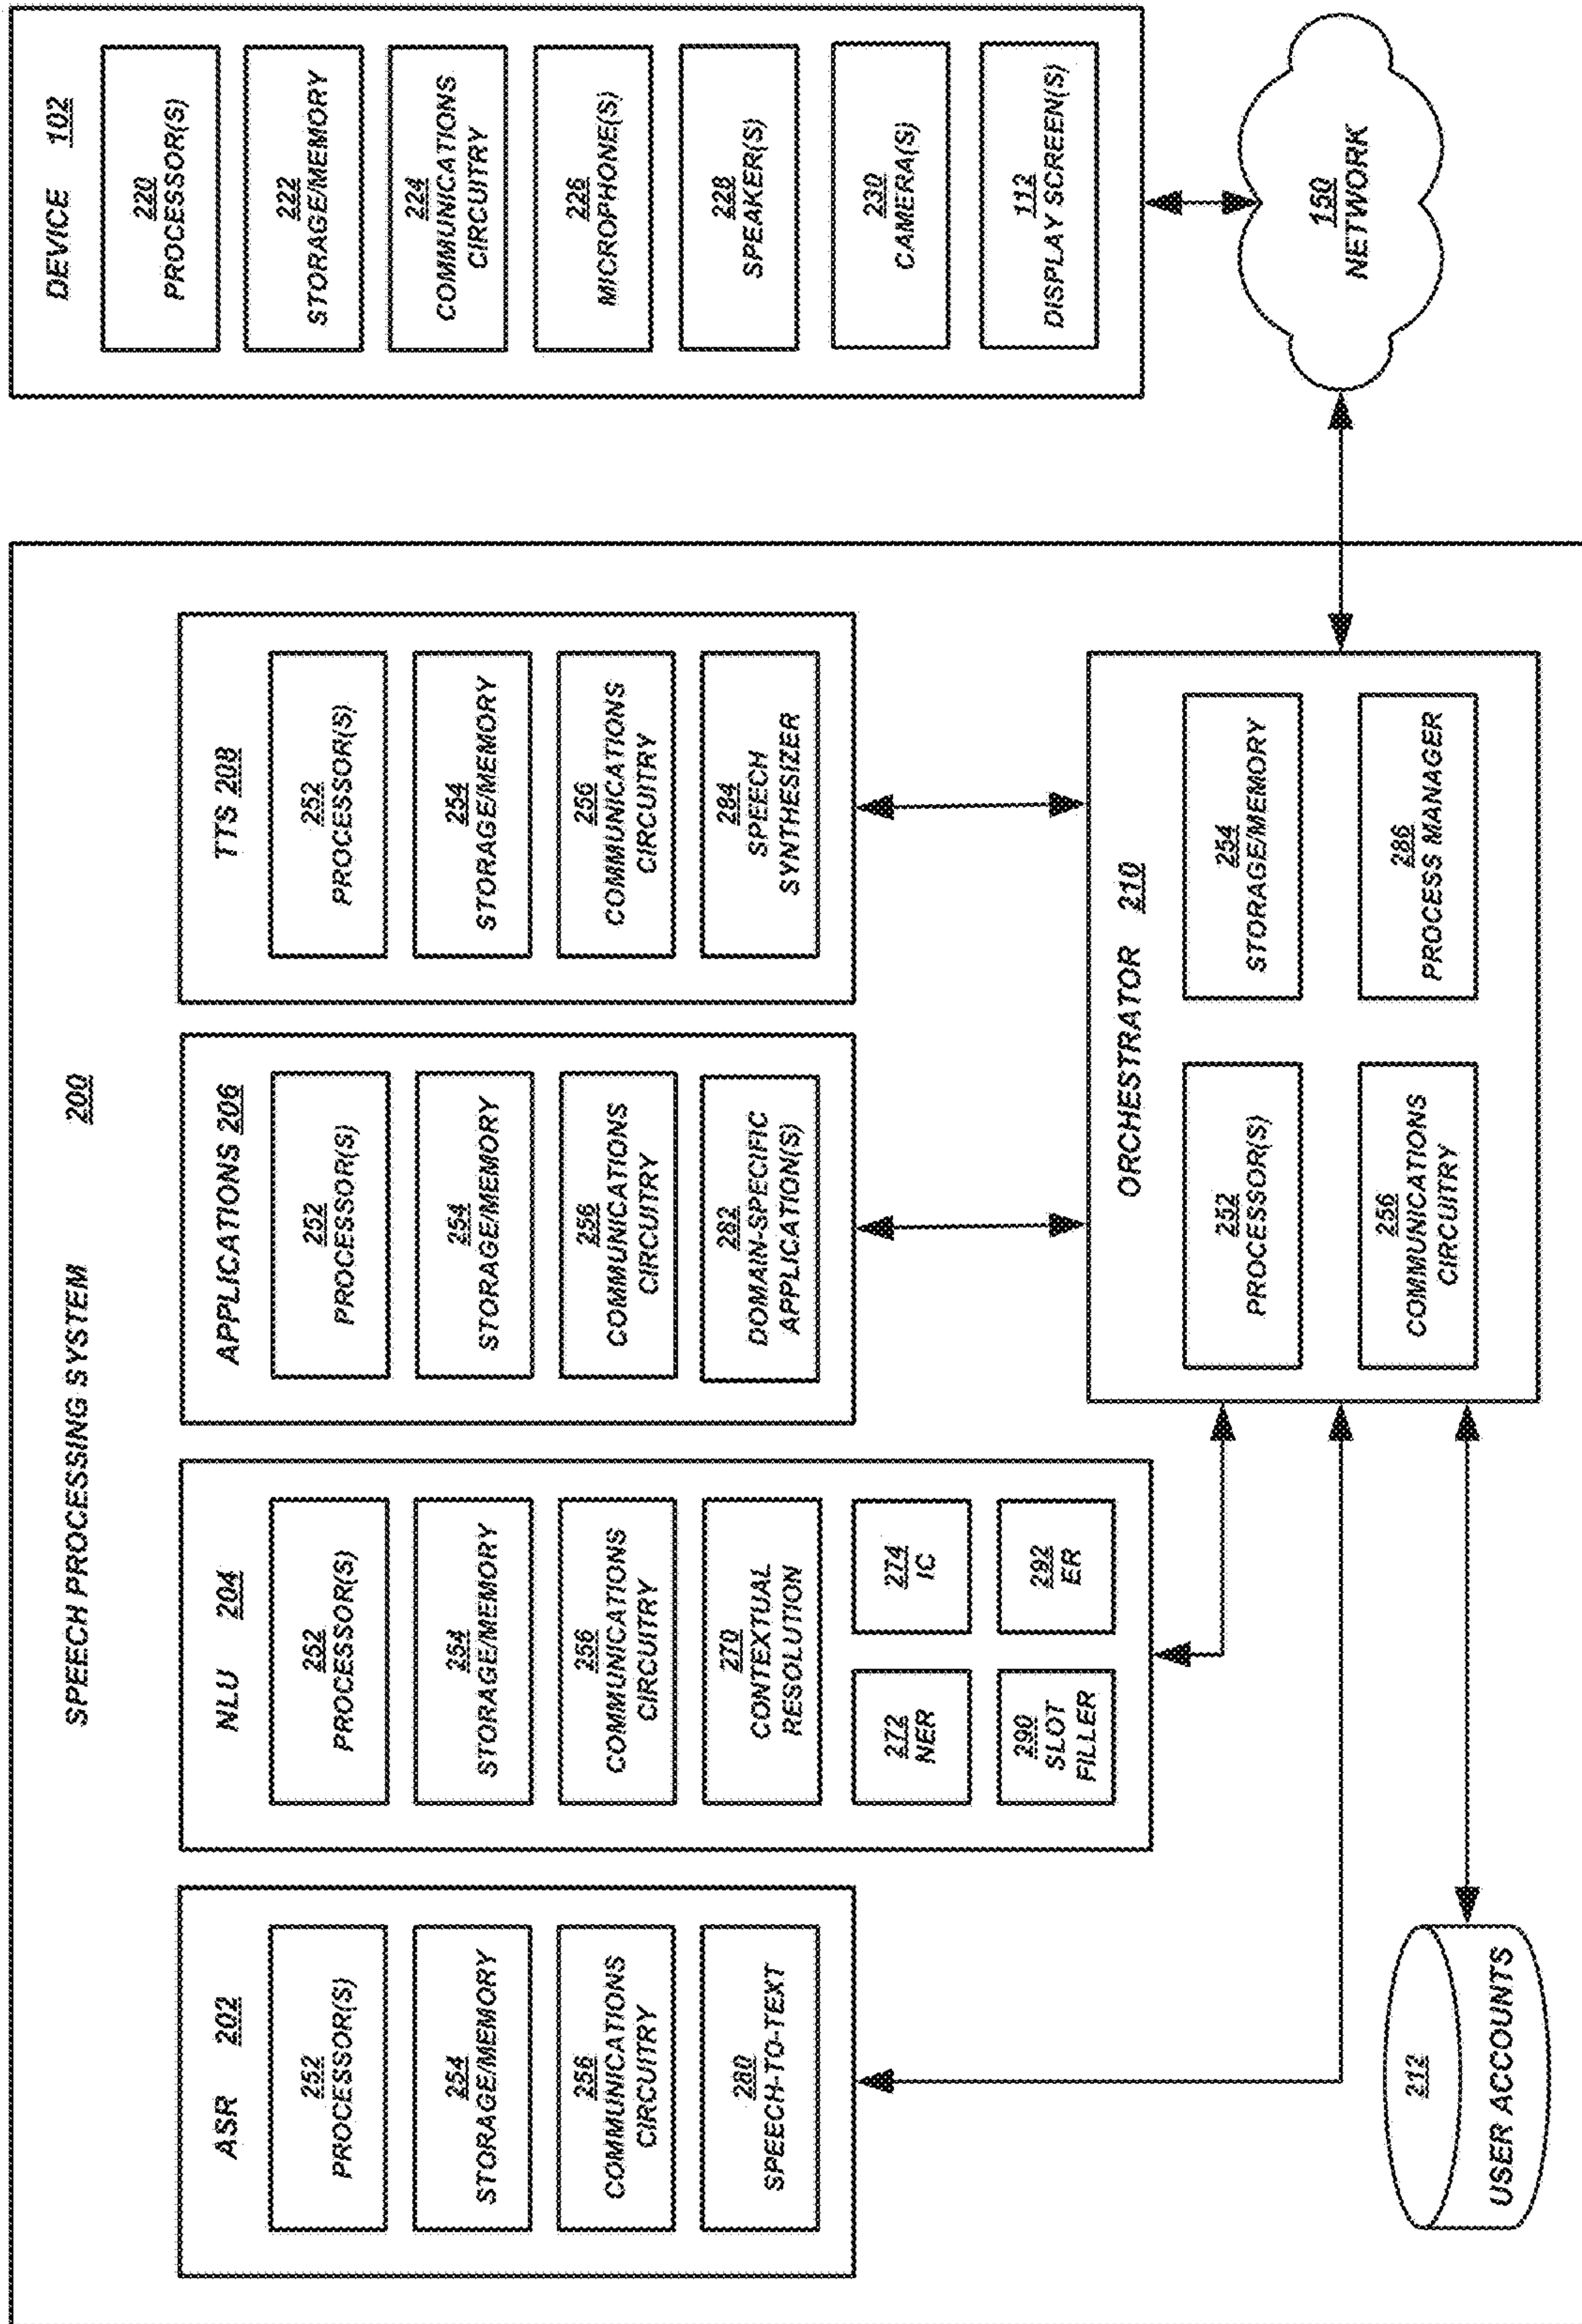 SPEECH PROCESSING SYSTEM 200
ASR 202
252
PROCESSOR(S)
254
STORAGE/MEMORY
256
COMMUNICATIONS
CIRCUITRY
280
SPEECH-TO-TEXT
NLU 204
252
PROCESSOR(S)
254
STORAGE/MEMORY
256
COMMUNICATIONS
CIRCUITRY
270
CONTEXTUAL
RESOLUTION
272
NER
274
IC
290
SLOT
FILLER
292
ER
APPLICATIONS 206
252
PROCESSOR(S)
254
STORAGE/MEMORY
256
COMMUNICATIONS
CIRCUITRY
282
DOMAIN-SPECIFIC
APPLICATION(S)
TTS 208
252
PROCESSOR(S)
254
STORAGE/MEMORY
256
COMMUNICATIONS
CIRCUITRY
284
SPEECH
SYNTHESIZER
ORCHESTRATOR 210
252
PROCESSOR(S)
254
STORAGE/MEMORY
256
COMMUNICATIONS
CIRCUITRY
286
PROCESS MANAGER
212
USER ACCOUNTS
DEVICE 102
220
PROCESSOR(S)
222
STORAGE/MEMORY
224
COMMUNICATIONS
CIRCUITRY
226
MICROPHONE(S)
228
SPEAKER(S)
230
CAMERA(S)
112
DISPLAY SCREEN(S)
150
NETWORK